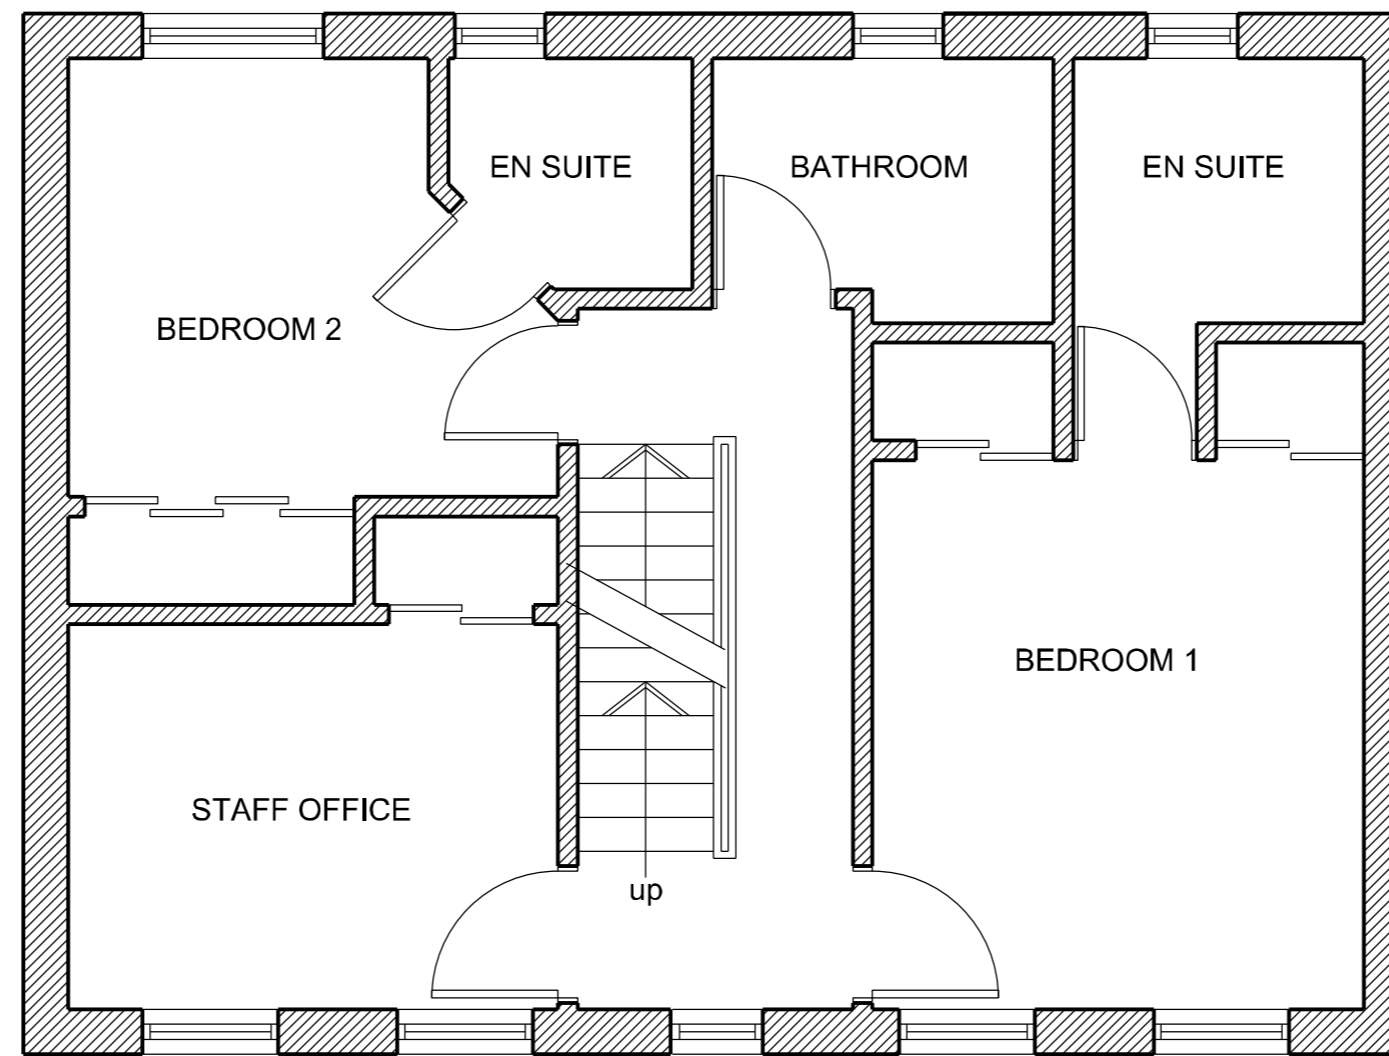 EN SUITE
BATHROOM
EN SUITE
BEDROOM 2
BEDROOM 1
STAFF OFFICE
up